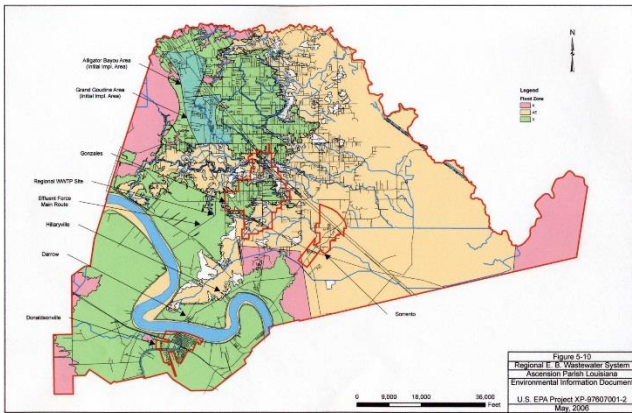 N
Alligator Bayou Area
(Initial Impl. Area)
Grand Goudine Area
(Initial Impl. Area)
Gonzales
Regional WWTP Site
Effluent Force
Main Route
Hillaryville
Darrow
Donaldsonville
Sorrento
Legend
Flood Zone
A
AE
X
0 9,000 18,000 36,000
Feet
Figure 5-10
Regional E. B. Wastewater System
Ascension Parish Louisiana
Environmental Information Document
U.S. EPA Project XP-97607001-2
May, 2006